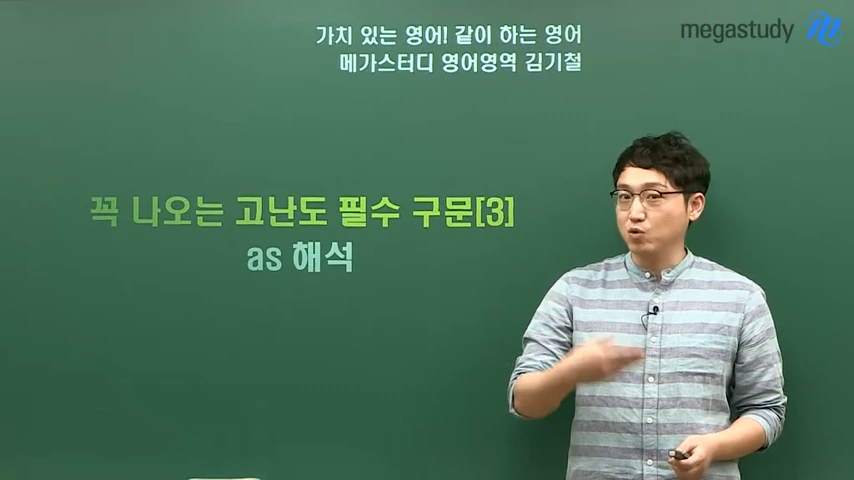 가치 있는 영어! 같이 하는 영어
메가스터디 영어영역 김기철
megastudy
꼭 나오는 고난도 필수 구문[3]
as 해석